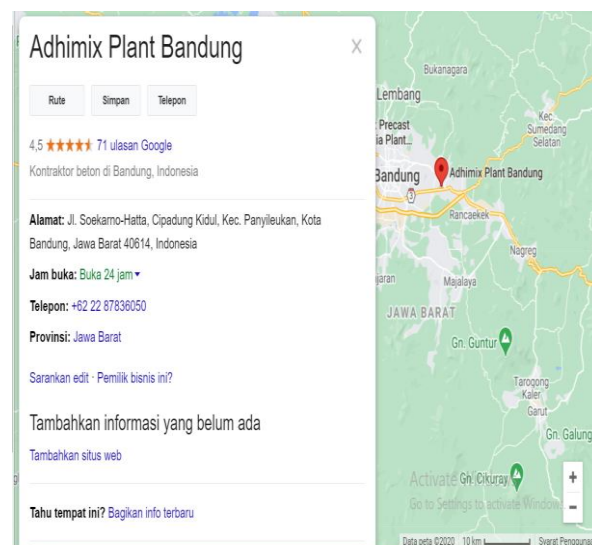 Adhimix Plant Bandung
×
Rute Simpan Telepon
4,5 ★★★★★ 71 ulasan Google
Kontraktor beton di Bandung, Indonesia
Alamat: Jl. Soekarno-Hatta, Cipadung Kidul, Kec. Panyileukan, Kota
Bandung, Jawa Barat 40614, Indonesia
Jam buka: Buka 24 jam
Telepon: +62 22 87836050
Provinsi: Jawa Barat
Sarankan edit · Pemilik bisnis ini?
Tambahkan informasi yang belum ada
Tambahkan situs web
Tahu tempat ini? Bagikan info terbaru
Bukanagara
Lembang
Kec.
Sumedang
Selatan
Precast
ia Plant...
Bandung
Adhimix Plant Bandung
3
Rancaekek
Nagreg
jaran
Majalaya
JAWA BARAT
Gn. Guntur
Tarogong
Kaler
Garut
Gn. Galung
Gn. Cikuray
Activate
Go to Settings to activate Window
+
−
Data peta ©2020 10 km Syarat Penggunaa